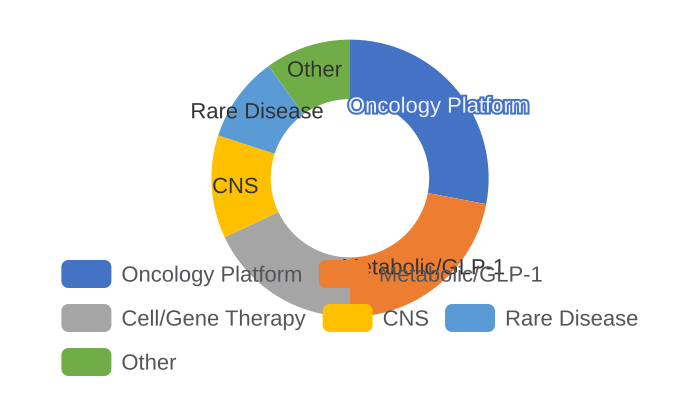 Other
Oncology Platform
Rare Disease
CNS
Metabolic/GLP-1
Oncology Platform
Metabolic/GLP-1
Cell/Gene Therapy
CNS
Rare Disease
Other